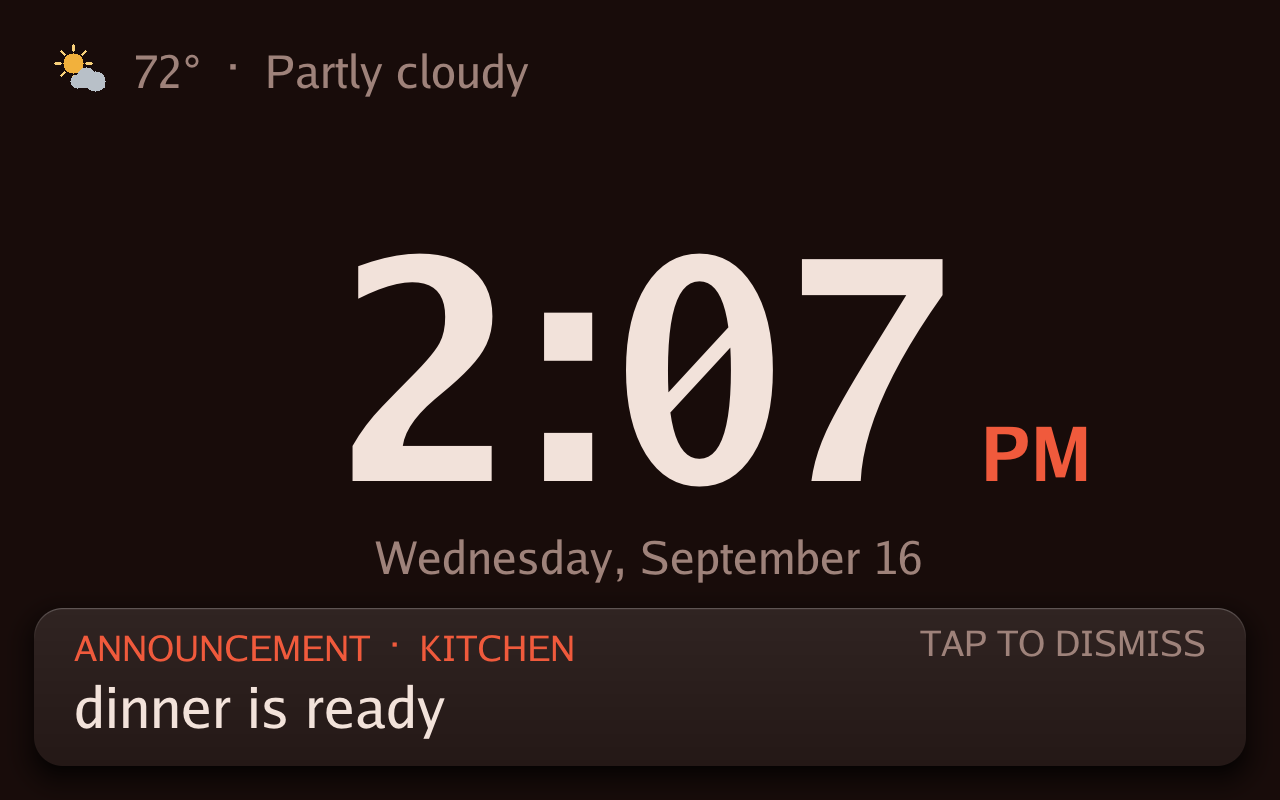 72° · Partly cloudy
2:07 PM
Wednesday, September 16
ANNOUNCEMENT · KITCHEN
TAP TO DISMISS
dinner is ready